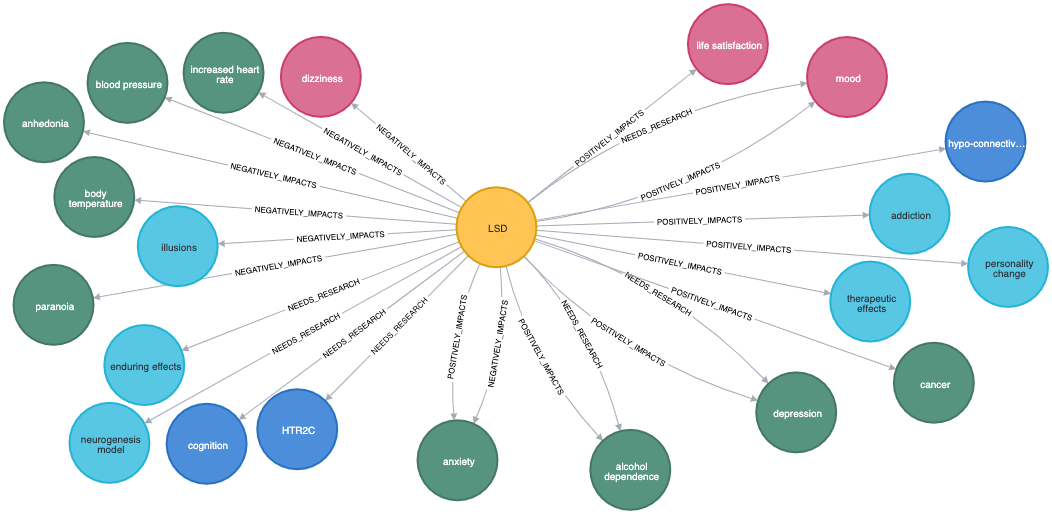 life satisfaction
increased heart
rate
dizziness
mood
blood pressure
anhedonia
hypo-connectiv...
NEGATIVELY_IMPACTS
NEGATIVELY_IMPACTS
NEGATIVELY_IMPACTS
NEGATIVELY_IMPACTS
POSITIVELY_IMPACTS
NEEDS_RESEARCH
POSITIVELY_IMPACTS
POSITIVELY_IMPACTS
body
temperature
NEGATIVELY_IMPACTS
POSITIVELY_IMPACTS
addiction
LSD
illusions
NEGATIVELY_IMPACTS
POSITIVELY_IMPACTS
personality
change
NEGATIVELY_IMPACTS
POSITIVELY_IMPACTS
paranoia
NEEDS_RESEARCH
NEEDS_RESEARCH
POSITIVELY_IMPACTS
therapeutic
effects
NEEDS_RESEARCH
NEEDS_RESEARCH
NEEDS_RESEARCH
POSITIVELY_IMPACTS
NEGATIVELY_IMPACTS
POSITIVELY_IMPACTS
NEEDS_RESEARCH
POSITIVELY_IMPACTS
enduring effects
cancer
depression
neurogenesis
model
cognition
HTR2C
anxiety
alcohol
dependence